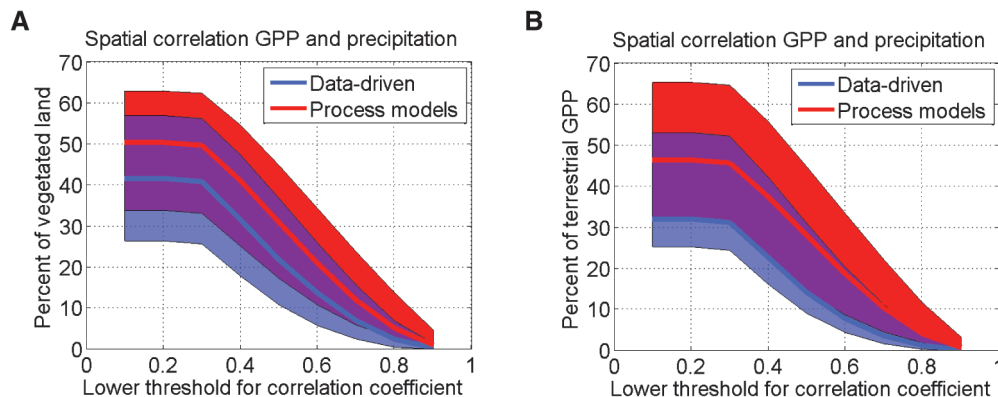 A
Spatial correlation GPP and precipitation
70
60
50
40
30
20
10
0
Percent of vegetated land
Data-driven
Process models
0 0.2 0.4 0.6 0.8 1
Lower threshold for correlation coefficient
B
Spatial correlation GPP and precipitation
70
60
50
40
30
20
10
0
Percent of terrestrial GPP
Data-driven
Process models
0 0.2 0.4 0.6 0.8 1
Lower threshold for correlation coefficient